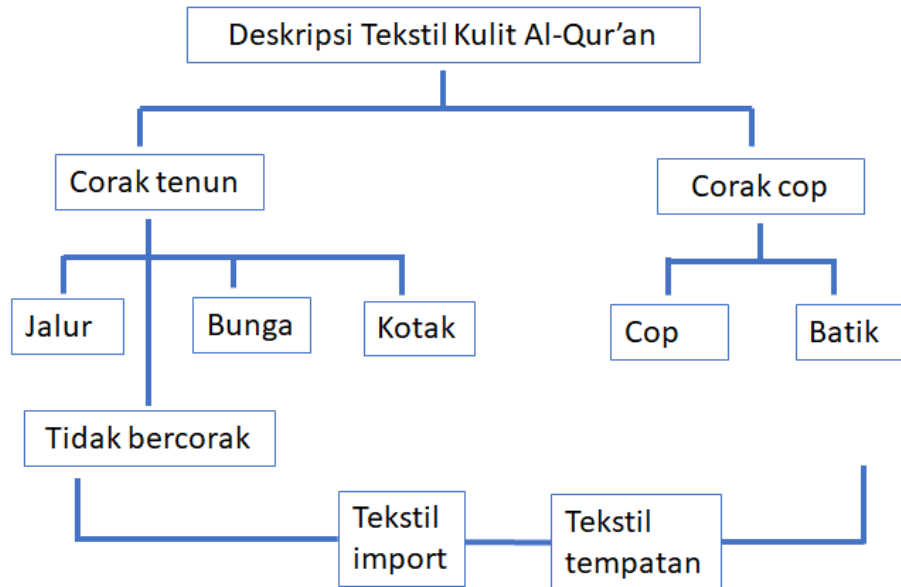 Deskripsi Tekstil Kulit Al-Qur’an
Corak tenun
Corak cop
Jalur
Bunga
Kotak
Cop
Batik
Tidak bercorak
Tekstil
import
Tekstil
tempatan